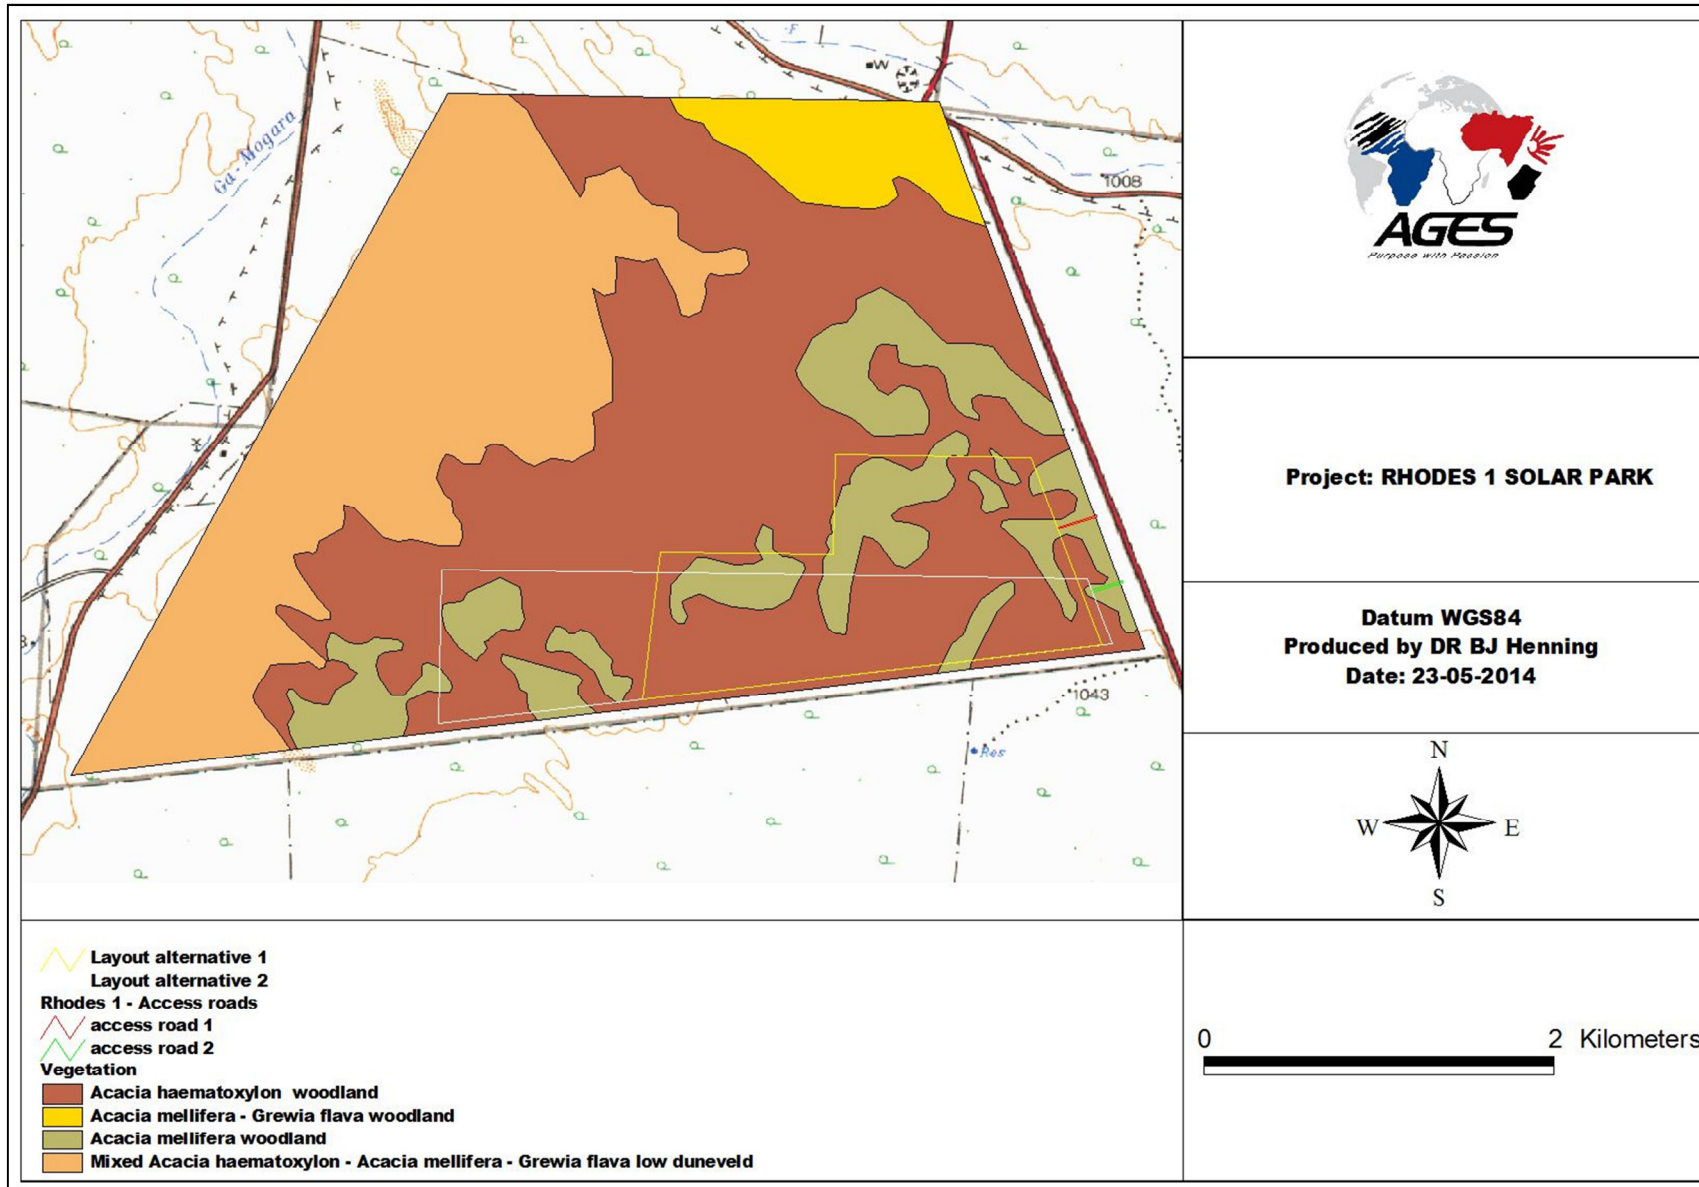 F
W
Ga-Mogara
1008
1043
Res
AGES
Purpose with Passion
Project: RHODES 1 SOLAR PARK
Datum WGS84
Produced by DR BJ Henning
Date: 23-05-2014
N
W E
S
0 2 Kilometers
Layout alternative 1
Layout alternative 2
Rhodes 1 - Access roads
access road 1
access road 2
Vegetation
Acacia haematoxylon woodland
Acacia mellifera - Grewia flava woodland
Acacia mellifera woodland
Mixed Acacia haematoxylon - Acacia mellifera - Grewia flava low duneveld